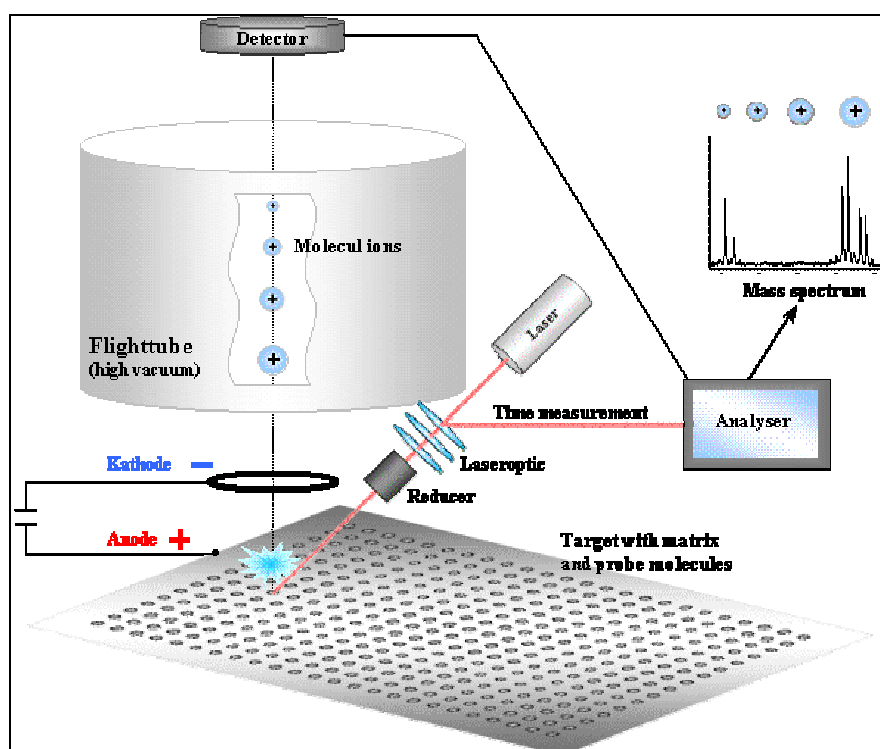 Detector
Molecul ions
Flighttube
(high vacuum)
Laser
Mass spectrum
Time measurement
Analyser
Laseroptic
Reducer
Kathode −
Anode +
Target with matrix
and probe molecules